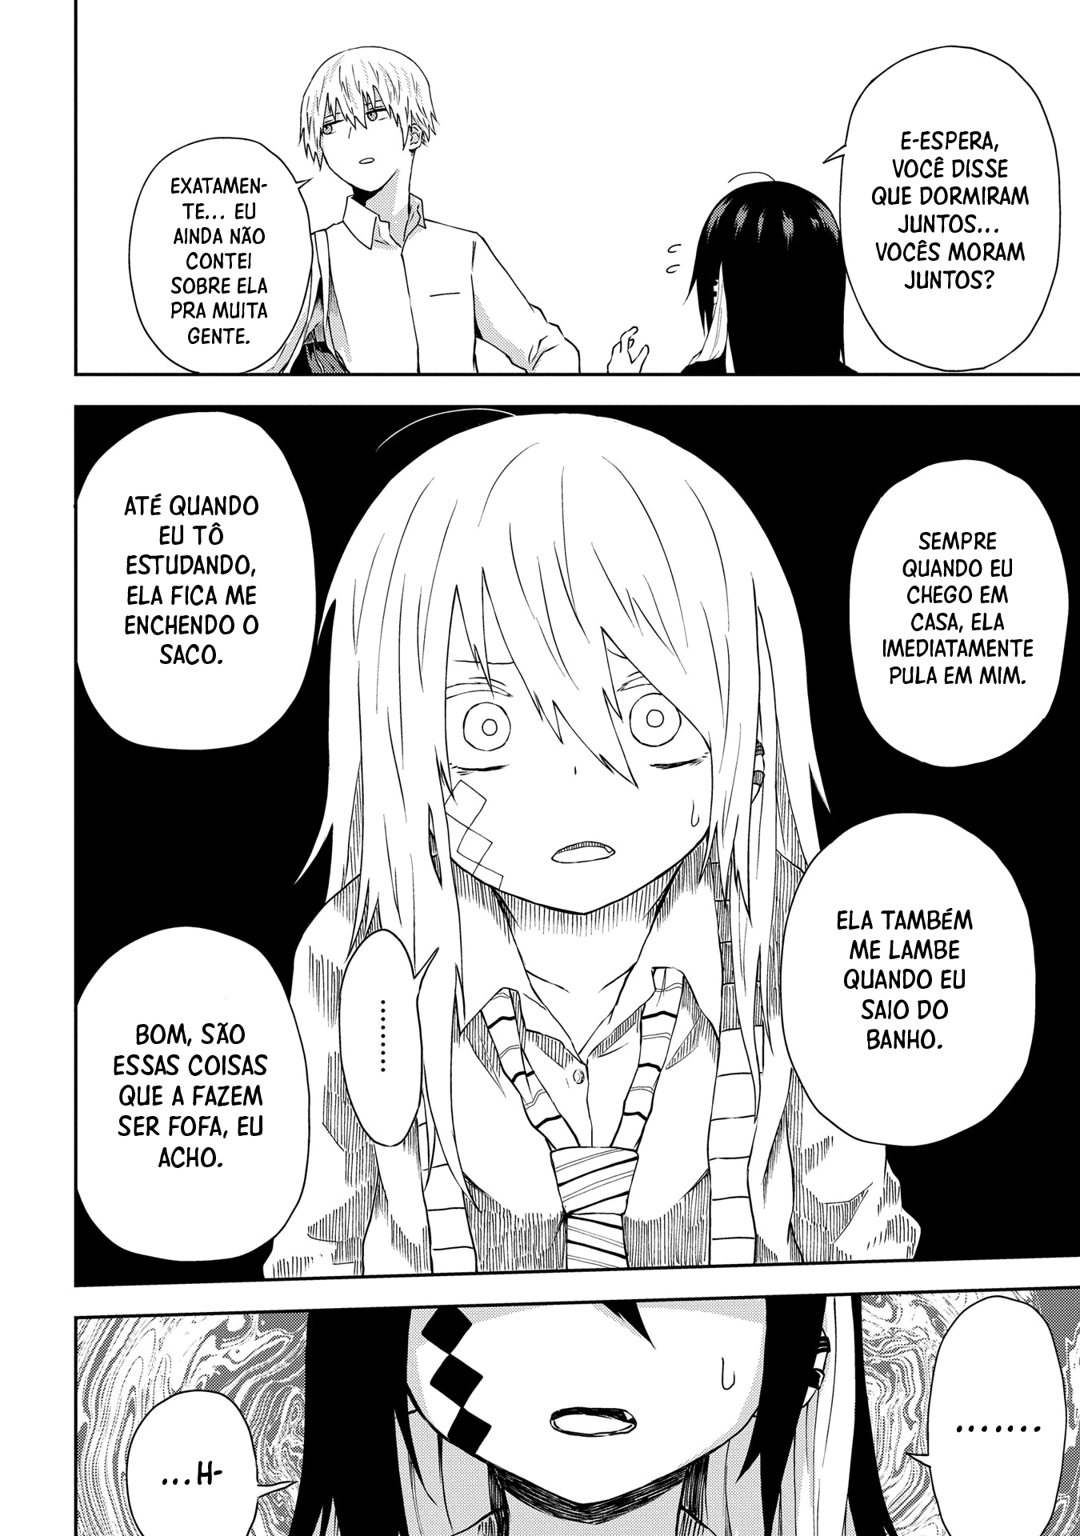 E-ESPERA,
VOCÊ DISSE
QUE DORMIRAM
JUNTOS...
VOCÊS MORAM
JUNTOS?
EXATAMEN-
TE... EU
AINDA NÃO
CONTEI
SOBRE ELA
PRA MUITA
GENTE.
SEMPRE
QUANDO EU
CHEGO EM
CASA, ELA
IMEDIATAMENTE
PULA EM MIM.
ATÉ QUANDO
EU TÔ
ESTUDANDO,
ELA FICA ME
ENCHENDO O
SACO.
ELA TAMBÉM
ME LAMBE
QUANDO EU
SAIO DO
BANHO.
.........
BOM, SÃO
ESSAS COISAS
QUE A FAZEM
SER FOFA, EU
ACHO.
.......
...H-